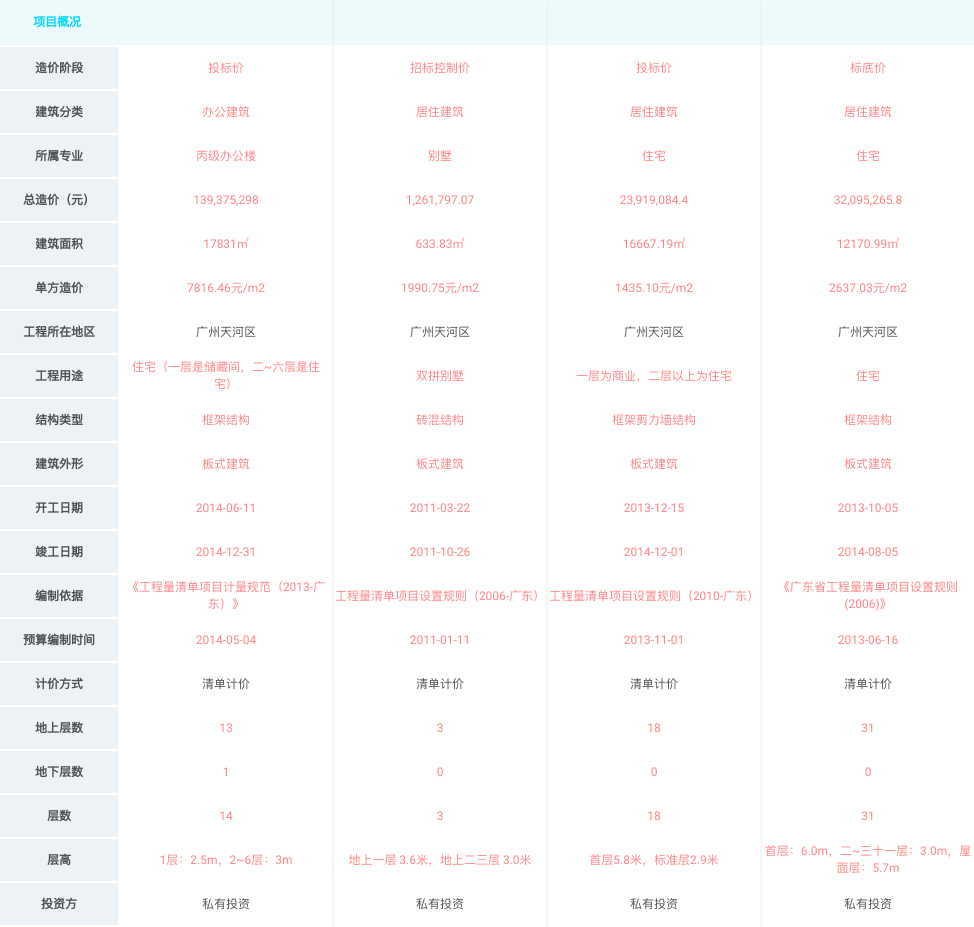 项目概况
造价阶段 投标价 招标控制价 投标价 标底价
建筑分类 办公建筑 居住建筑 居住建筑 居住建筑
所属专业 丙级办公楼 别墅 住宅 住宅
总造价（元） 139,375,298 1,261,797.07 23,919,084.4 32,095,265.8
建筑面积 17831㎡ 633.83㎡ 16667.19㎡ 12170.99㎡
单方造价 7816.46元/m2 1990.75元/m2 1435.10元/m2 2637.03元/m2
工程所在地区 广州天河区 广州天河区 广州天河区 广州天河区
工程用途 住宅（一层是储藏间，二~六层是住宅） 双拼别墅 一层为商业，二层以上为住宅 住宅
结构类型 框架结构 砖混结构 框架剪力墙结构 框架结构
建筑外形 板式建筑 板式建筑 板式建筑 板式建筑
开工日期 2014-06-11 2011-03-22 2013-12-15 2013-10-05
竣工日期 2014-12-31 2011-10-26 2014-12-01 2014-08-05
编制依据 《工程量清单项目计量规范（2013-广东）》 工程量清单项目设置规则（2006-广东） 工程量清单项目设置规则（2010-广东） 《广东省工程量清单项目设置规则(2006)》
预算编制时间 2014-05-04 2011-01-11 2013-11-01 2013-06-16
计价方式 清单计价 清单计价 清单计价 清单计价
地上层数 13 3 18 31
地下层数 1 0 0 0
层数 14 3 18 31
层高 1层：2.5m，2~6层：3m 地上一层 3.6米，地上二三层 3.0米 首层5.8米，标准层2.9米 首层：6.0m，二~三十一层：3.0m，屋面层：5.7m
投资方 私有投资 私有投资 私有投资 私有投资